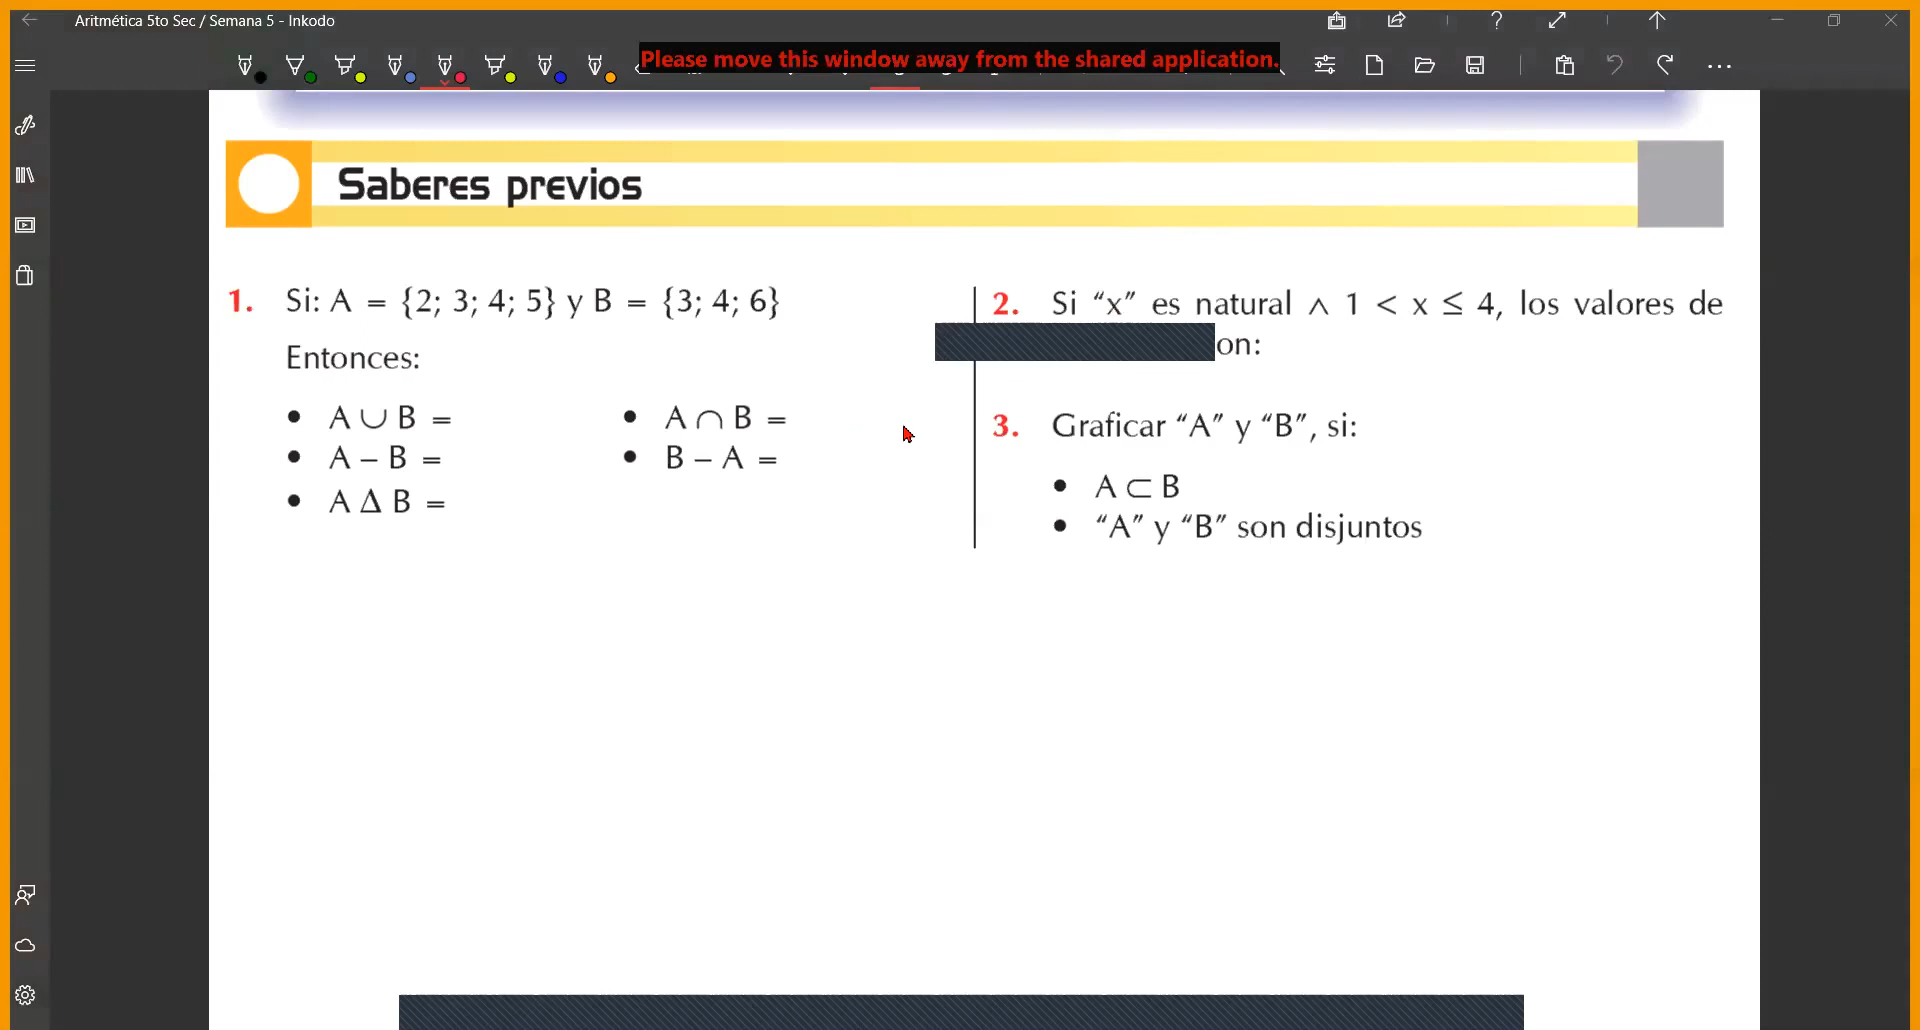 Aritmética 5to Sec / Semana 5 - Inkodo
Please move this window away from the shared application.
Saberes previos
1. Si: A = {2; 3; 4; 5} y B = {3; 4; 6}
Entonces:
• A ∪ B =
• A ∩ B =
• A – B =
• B – A =
• A Δ B =
2. Si “x” es natural ∧ 1 < x ≤ 4, los valores de
on:
3. Graficar “A” y “B”, si:
• A ⊂ B
• “A” y “B” son disjuntos